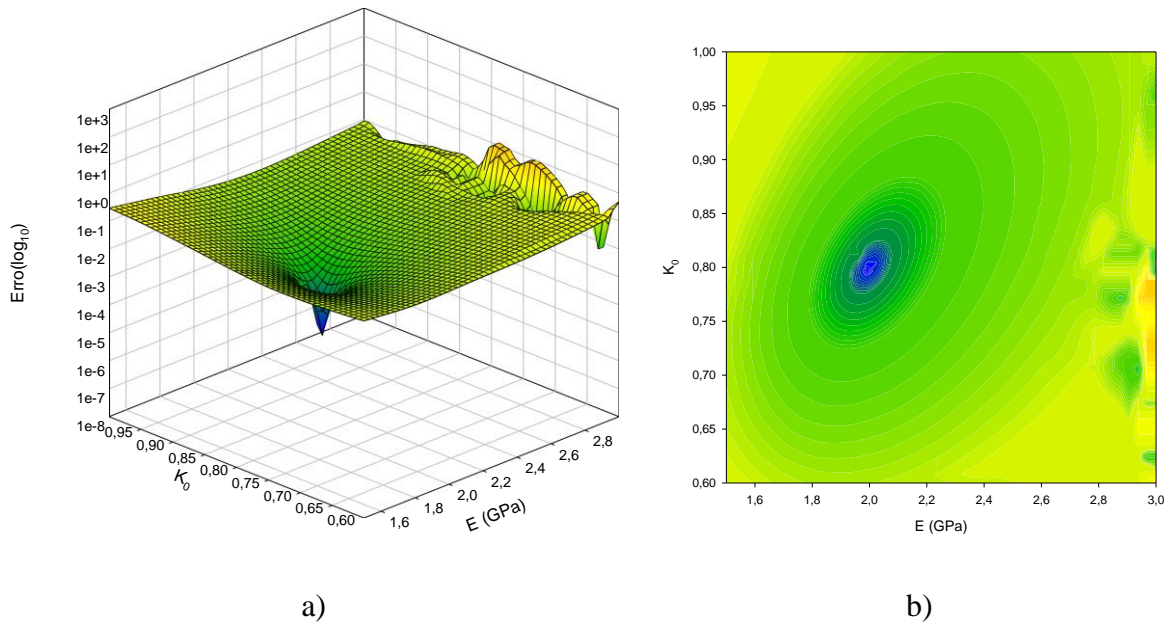 Erro(log10)
1e+3
1e+2
1e+1
1e+0
1e-1
1e-2
1e-3
1e-4
1e-5
1e-6
1e-7
1e-8
0,95
0,90
0,85
0,80
0,75
0,70
0,65
0,60
K0
1,6
1,8
2,0
2,2
2,4
2,6
2,8
E (GPa)
a)
1,00
0,95
0,90
0,85
0,80
0,75
0,70
0,65
0,60
K0
1,6
1,8
2,0
2,2
2,4
2,6
2,8
3,0
E (GPa)
b)